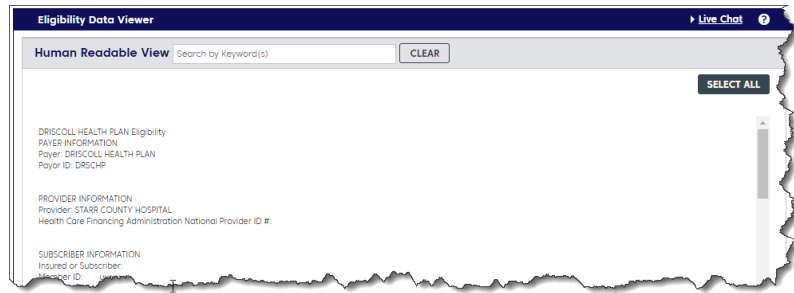 Eligibility Data Viewer
Live Chat ?
Human Readable View Search by Keyword(s) CLEAR
SELECT ALL
DRISCOLL HEALTH PLAN Eligibility
PAYER INFORMATION
Payer: DRISCOLL HEALTH PLAN
Payor ID: DRSCHP
PROVIDER INFORMATION
Provider: STARR COUNTY HOSPITAL
Health Care Financing Administration National Provider ID #:
SUBSCRIBER INFORMATION
Insured or Subscriber:
Member ID: